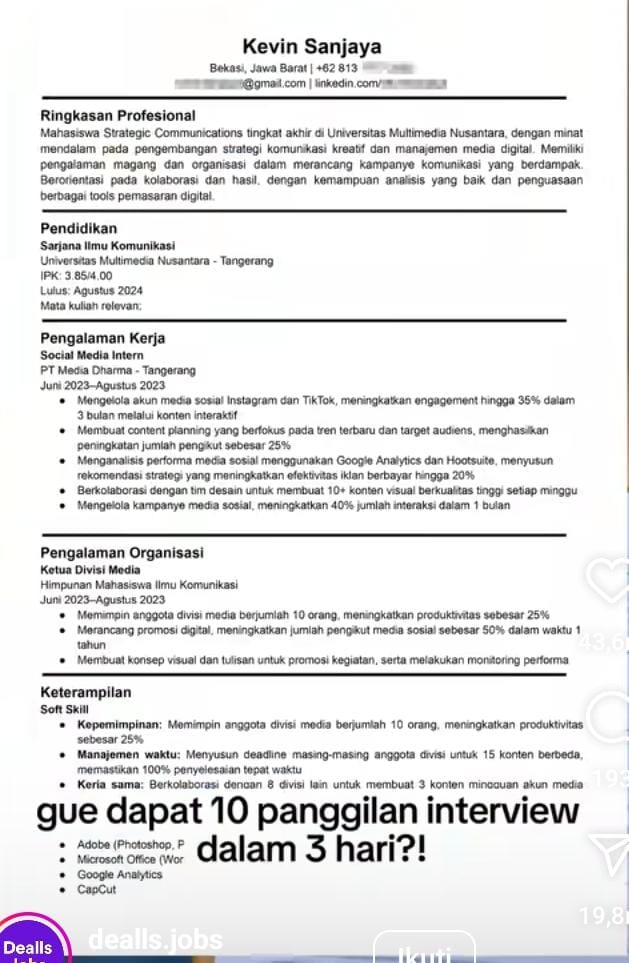 Kevin Sanjaya
Bekasi, Jawa Barat | +62 813
@gmail.com | linkedin.com/
Ringkasan Profesional
Mahasiswa Strategic Communications tingkat akhir di Universitas Multimedia Nusantara, dengan minat
mendalam pada pengembangan strategi komunikasi kreatif dan manajemen media digital. Memiliki
pengalaman magang dan organisasi dalam merancang kampanye komunikasi yang berdampak.
Berorientasi pada kolaborasi dan hasil, dengan kemampuan analisis yang baik dan penguasaan
berbagai tools pemasaran digital.
Pendidikan
Sarjana Ilmu Komunikasi
Universitas Multimedia Nusantara - Tangerang
IPK: 3.85/4.00
Lulus: Agustus 2024
Mata kuliah relevan:
Pengalaman Kerja
Social Media Intern
PT Media Dharma - Tangerang
Juni 2023–Agustus 2023
• Mengelola akun media sosial Instagram dan TikTok, meningkatkan engagement hingga 35% dalam
3 bulan melalui konten interaktif
• Membuat content planning yang berfokus pada tren terbaru dan target audiens, menghasilkan
peningkatan jumlah pengikut sebesar 25%
• Menganalisis performa media sosial menggunakan Google Analytics dan Hootsuite, menyusun
rekomendasi strategi yang meningkatkan efektivitas iklan berbayar hingga 20%
• Berkolaborasi dengan tim desain untuk membuat 10+ konten visual berkualitas tinggi setiap minggu
• Mengelola kampanye media sosial, meningkatkan 40% jumlah interaksi dalam 1 bulan
Pengalaman Organisasi
Ketua Divisi Media
Himpunan Mahasiswa Ilmu Komunikasi
Juni 2023–Agustus 2023
• Memimpin anggota divisi media berjumlah 10 orang, meningkatkan produktivitas sebesar 25%
• Merancang promosi digital, meningkatkan jumlah pengikut media sosial sebesar 50% dalam waktu 1
tahun
• Membuat konsep visual dan tulisan untuk promosi kegiatan, serta melakukan monitoring performa
Keterampilan
Soft Skill
• Kepemimpinan: Memimpin anggota divisi media berjumlah 10 orang, meningkatkan produktivitas
sebesar 25%
• Manajemen waktu: Menyusun deadline masing-masing anggota divisi untuk 15 konten berbeda,
memastikan 100% penyelesaian tepat waktu
• Kerja sama: Berkolaborasi dengan 8 divisi lain untuk membuat 3 konten mingguan akun media
gue dapat 10 panggilan interview
dalam 3 hari?!
• Adobe (Photoshop, P
• Microsoft Office (Wor
• Google Analytics
• CapCut
43,6
193
19,8
Dealls
Jobs
dealls.jobs
Ikuti